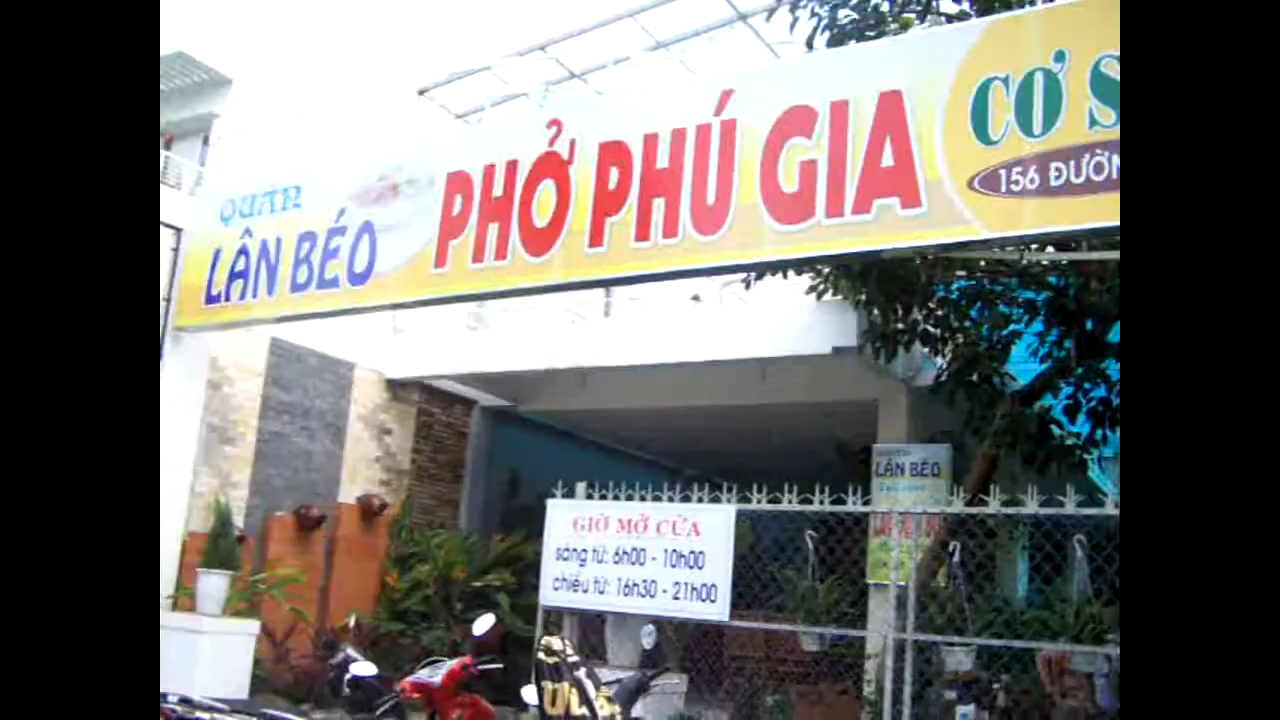 QUÁN
LÂN BÉO
PHỞ PHÚ GIA
CƠ S
156 ĐƯỜN
GIỜ MỞ CỬA
sáng từ: 6h00 - 10h00
chiều từ: 16h30 - 21h00
LÂN BÉO